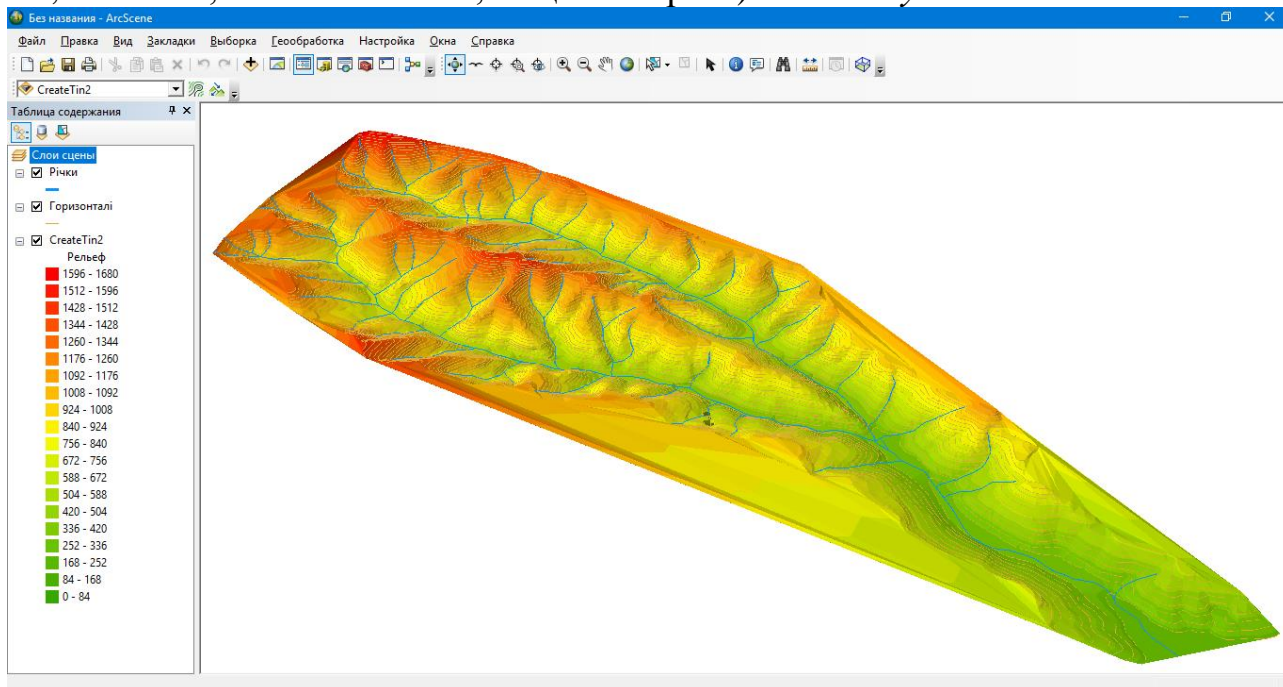 Без названия - ArcScene
Файл Правка Вид Закладки Выборка Геообработка Настройка Окна Справка
CreateTin2
Таблица содержания
Слои сцены
Річки
Горизонталі
CreateTin2
Рельеф
1596 - 1680
1512 - 1596
1428 - 1512
1344 - 1428
1260 - 1344
1176 - 1260
1092 - 1176
1008 - 1092
924 - 1008
840 - 924
756 - 840
672 - 756
588 - 672
504 - 588
420 - 504
336 - 420
252 - 336
168 - 252
84 - 168
0 - 84